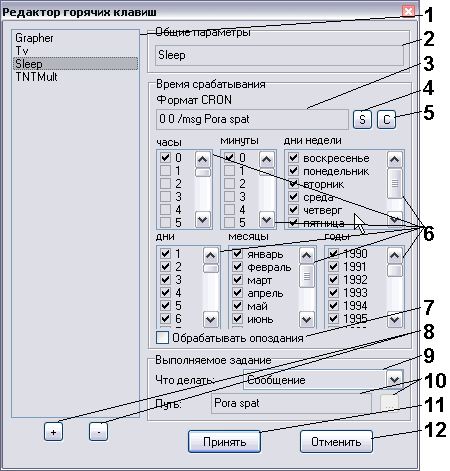 Редактор горячих клавиш
1
Grapher
Tv
Sleep
TNTMult
Общие параметры
2
Sleep
3
Время срабатывания
Формат CRON
4
0 0 /msg Pora spat
S
C
5
часы
минуты
дни недели
0
1
2
3
4
5
0
1
2
3
4
5
воскресенье
понедельник
вторник
среда
четверг
пятница
6
дни
месяцы
годы
1
2
3
4
5
6
7
январь
февраль
март
апрель
май
июнь
1990
1991
1992
1993
1994
1995
7
Обрабатывать опоздания
8
Выполняемое задание
9
Что делать:
Сообщение
10
Путь:
Pora spat
11
+
-
Принять
Отменить
12